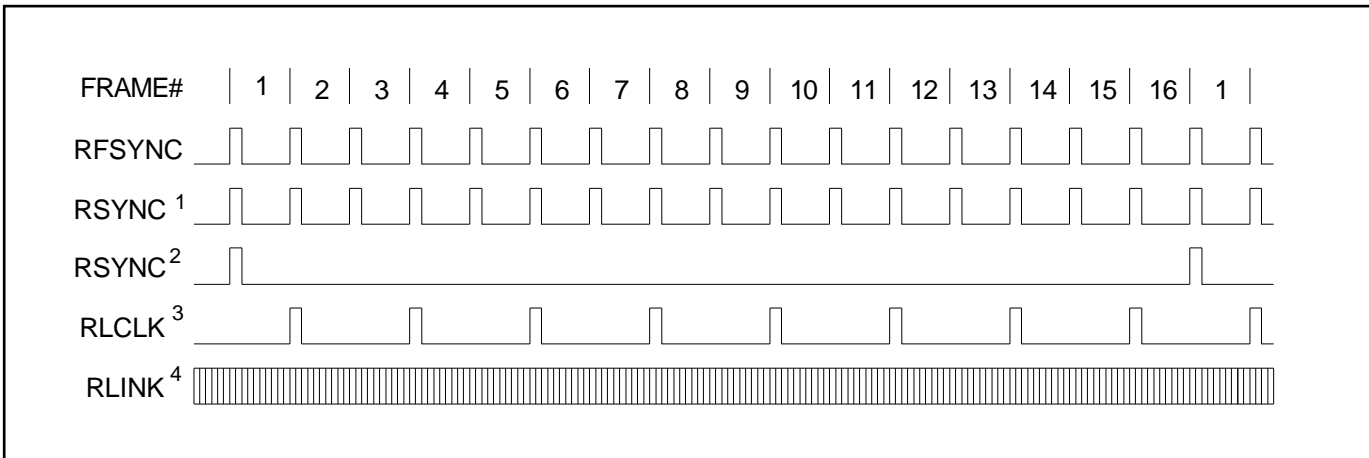 FRAME# 1 2 3 4 5 6 7 8 9 10 11 12 13 14 15 16 1
RFSYNC
RSYNC 1
RSYNC 2
RLCLK 3
RLINK 4